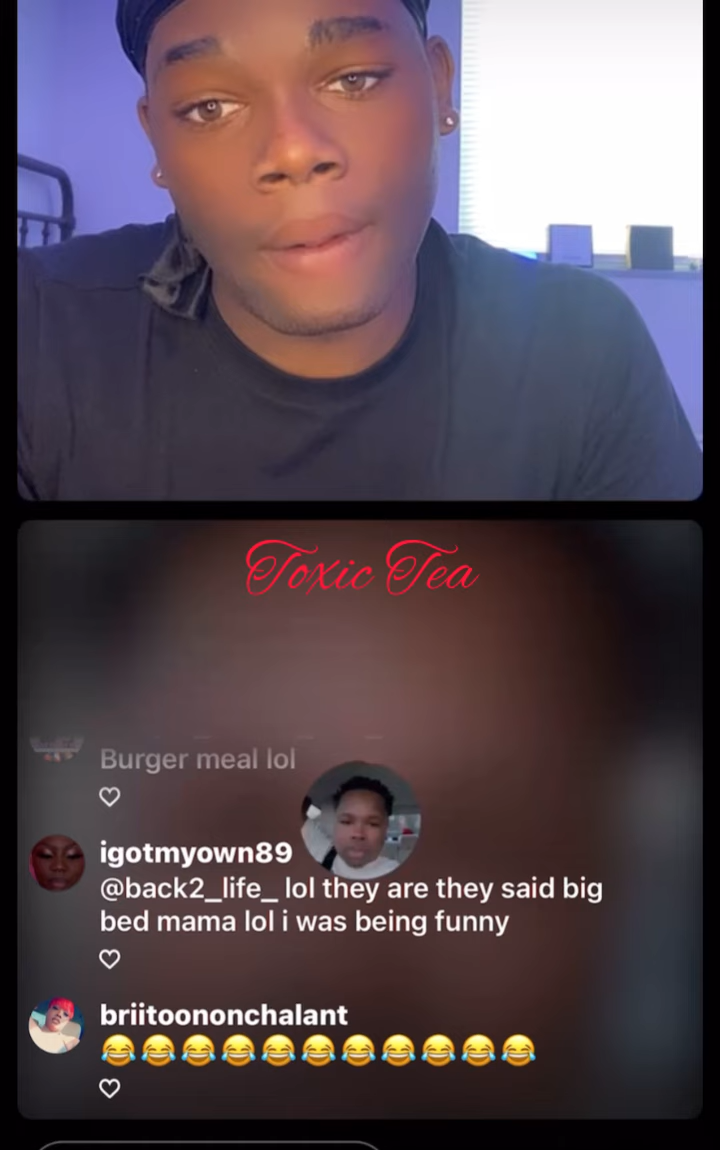 Toxic Tea
Burger meal lol
igotmyown89
@back2_life_ lol they are they said big
bed mama lol i was being funny
briitoononchalant
😂😂😂😂😂😂😂😂😂😂😂